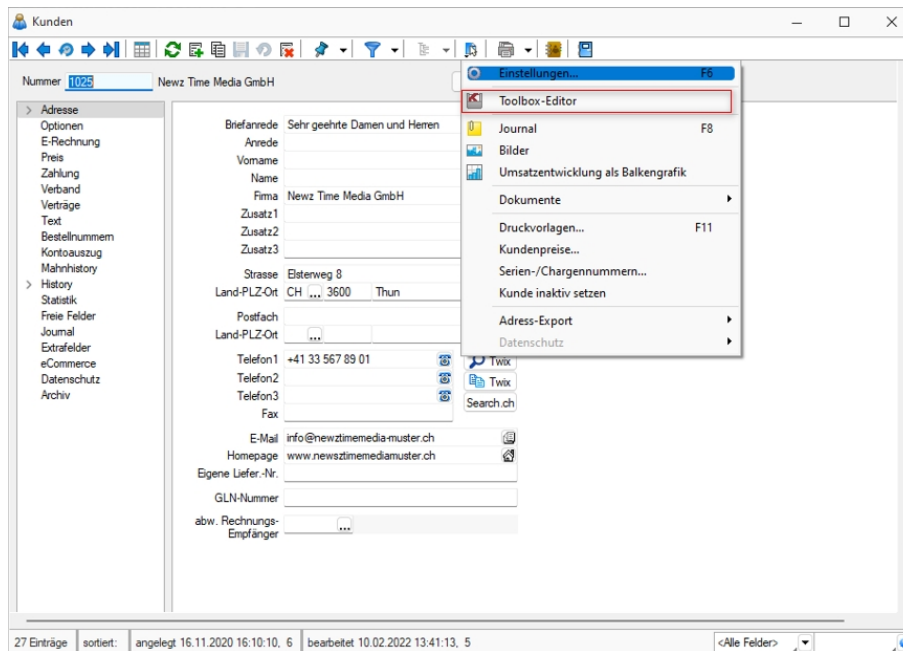 Kunden
Nummer 1025 Newz Time Media GmbH
Adresse
Optionen
E-Rechnung
Preis
Zahlung
Verband
Verträge
Text
Bestellnummern
Kontoauszug
Mahnhistory
History
Statistik
Freie Felder
Journal
Extrafelder
eCommerce
Datenschutz
Archiv
Briefanrede Sehr geehrte Damen und Herren
Anrede
Vorname
Name
Firma Newz Time Media GmbH
Zusatz1
Zusatz2
Zusatz3
Strasse Elsterweg 8
Land-PLZ-Ort CH ... 3600 Thun
Postfach
Land-PLZ-Ort ...
Telefon1 +41 33 567 89 01 Twix
Telefon2 Twix
Telefon3 Search.ch
Fax
E-Mail info@newztimemedia-muster.ch
Homepage www.newsztimemediamuster.ch
Eigene Liefer.-Nr.
GLN-Nummer
abw. Rechnungs-
Empfänger ...
Einstellungen... F6
Toolbox-Editor
Journal F8
Bilder
Umsatzentwicklung als Balkengrafik
Dokumente
Druckvorlagen... F11
Kundenpreise...
Serien-/Chargennummern...
Kunde inaktiv setzen
Adress-Export
Datenschutz
27 Einträge sortiert: angelegt 16.11.2020 16:10:10, 6 bearbeitet 10.02.2022 13:41:13, 5 <Alle Felder>